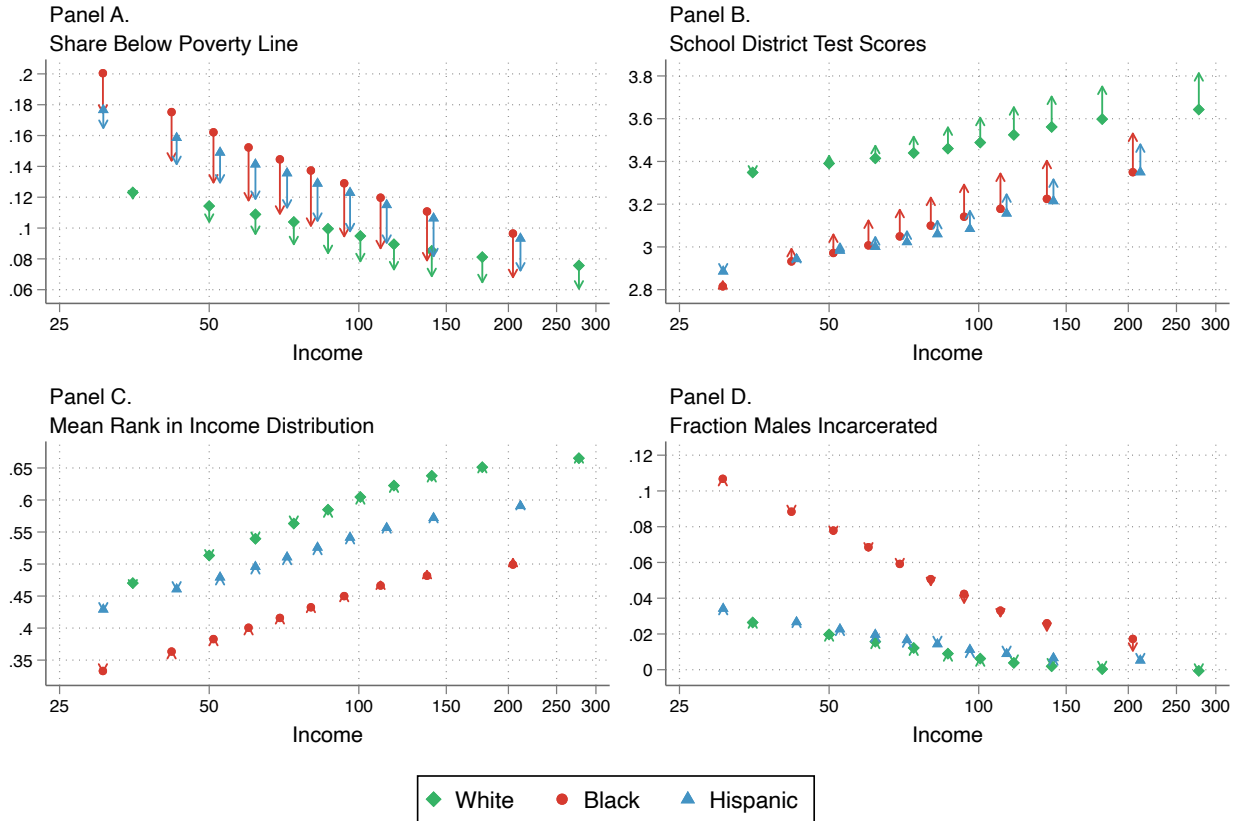 Panel A.
Share Below Poverty Line
.2
.18
.16
.14
.12
.1
.08
.06
25 50 100 150 200 250 300
Income
Panel B.
School District Test Scores
3.8
3.6
3.4
3.2
3
2.8
25 50 100 150 200 250 300
Income
Panel C.
Mean Rank in Income Distribution
.65
.6
.55
.5
.45
.4
.35
25 50 100 150 200 250 300
Income
Panel D.
Fraction Males Incarcerated
.12
.1
.08
.06
.04
.02
0
25 50 100 150 200 250 300
Income
White Black Hispanic